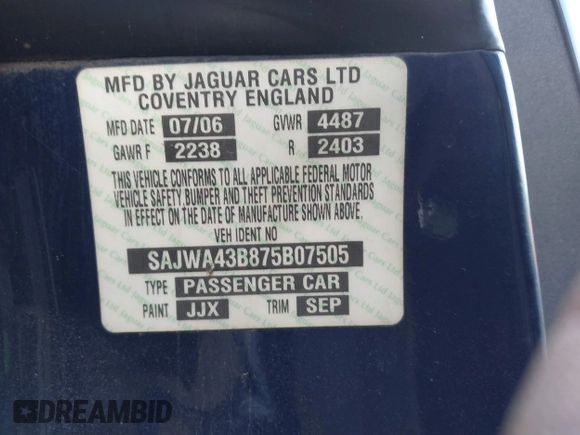 MFD BY JAGUAR CARS LTD
COVENTRY ENGLAND
MFD DATE 07/06 GVWR 4487
GAWR F 2238 R 2403
THIS VEHICLE CONFORMS TO ALL APPLICABLE FEDERAL MOTOR
VEHICLE SAFETY,BUMPER AND THEFT PREVENTION STANDARDS
IN EFFECT ON THE DATE OF MANUFACTURE SHOWN ABOVE.
VEH IDENT NO
SAJWA43B875B07505
TYPE PASSENGER CAR
PAINT JJX TRIM SEP
DREAMBID